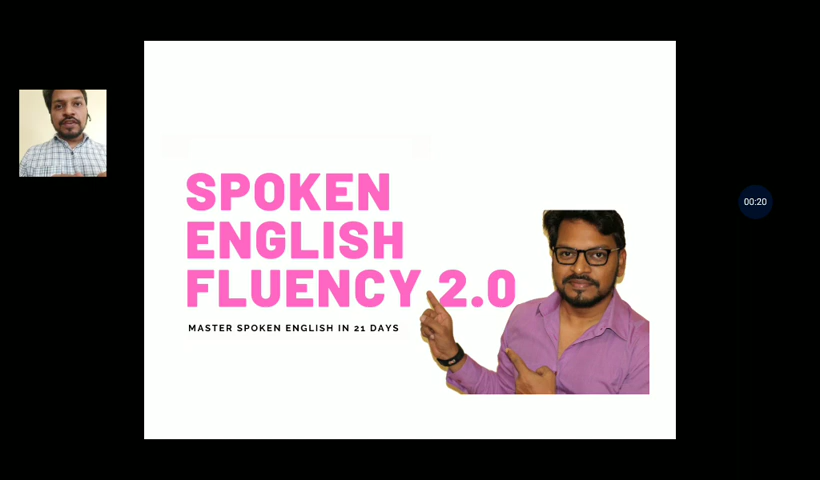 SPOKEN
ENGLISH
FLUENCY 2.0
MASTER SPOKEN ENGLISH IN 21 DAYS
00:20